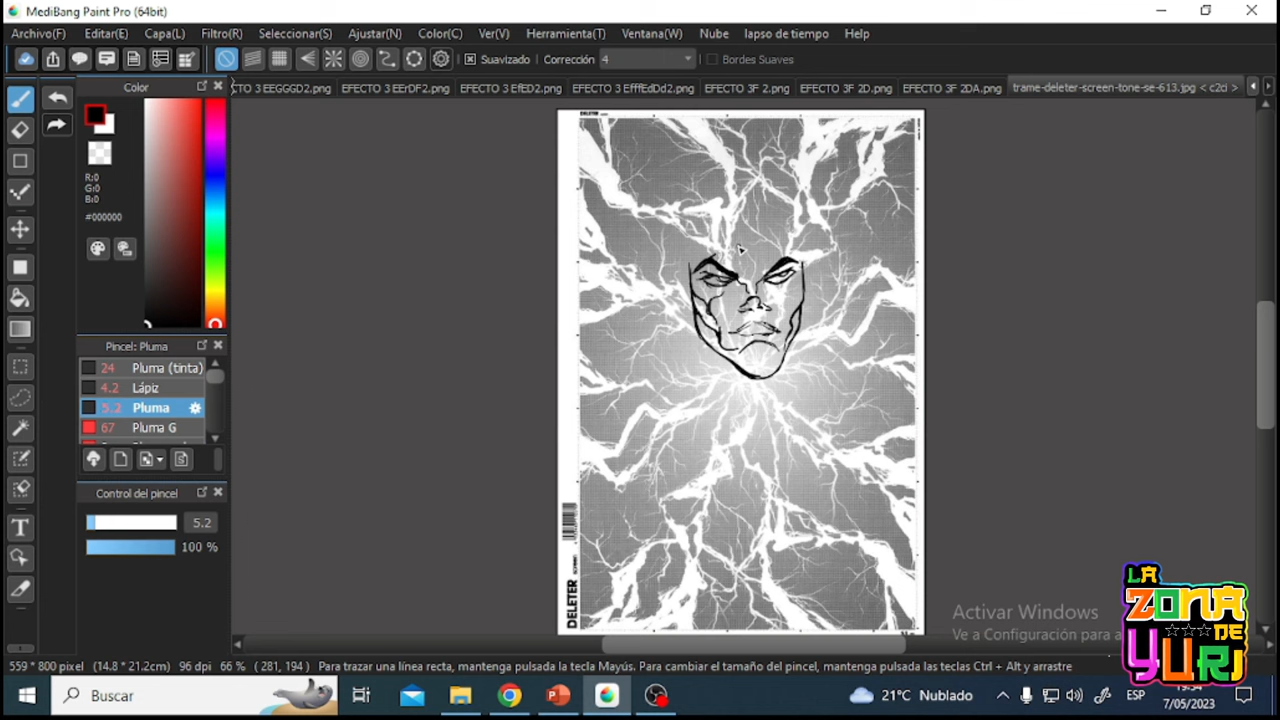 MediBang Paint Pro (64bit)
Archivo(F) Editar(E) Capa(L) Filtro(R) Seleccionar(S) Ajustar(N) Color(C) Ver(V) Herramienta(T) Ventana(W) Nube lapso de tiempo Help
Suavizado Corrección 4 Bordes Suaves
Color
CTO 3 EEGGGD2.png EFECTO 3 EErDF2.png EFECTO 3 EfED2.png EFECTO 3 EfffEdDd2.png EFECTO 3F 2.png EFECTO 3F 2D.png EFECTO 3F 2DA.png trame-deleter-screen-tone-se-613.jpg < c2ci >
R:0
G:0
B:0
#000000
Pincel: Pluma
24 Pluma (tinta)
4.2 Lápiz
5.2 Pluma
67 Pluma G
Control del pincel
5.2
100 %
DELETER
DELETER SCREEN
Activar Windows
Ve a Configuración para a
LA
ZONA
DE
YURI
559 * 800 pixel (14.8 * 21.2cm) 96 dpi 66 % ( 281, 194 ) Para trazar una línea recta, mantenga pulsada la tecla Mayús. Para cambiar el tamaño del pincel, mantenga pulsadas las teclas Ctrl + Alt y arrastre
Buscar
21°C Nublado
ESP
19:34
7/05/2023